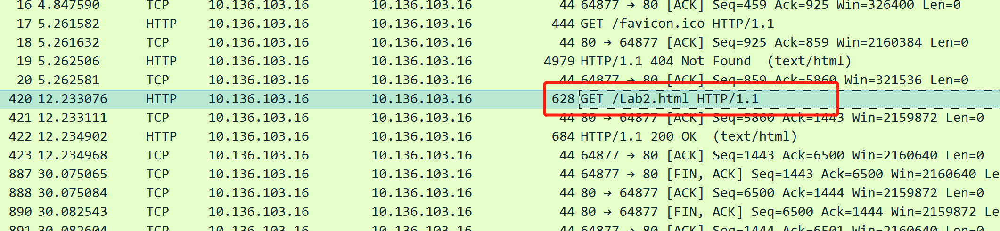 16 4.847590 TCP 10.136.103.16 10.136.103.16 44 64877 → 80 [ACK] Seq=459 Ack=925 Win=326400 Len=0
17 5.261582 HTTP 10.136.103.16 10.136.103.16 444 GET /favicon.ico HTTP/1.1
18 5.261632 TCP 10.136.103.16 10.136.103.16 44 80 → 64877 [ACK] Seq=925 Ack=859 Win=2160384 Len=0
19 5.262506 HTTP 10.136.103.16 10.136.103.16 4979 HTTP/1.1 404 Not Found (text/html)
20 5.262581 TCP 10.136.103.16 10.136.103.16 44 64877 → 80 [ACK] Seq=859 Ack=5860 Win=321536 Len=0
420 12.233076 HTTP 10.136.103.16 10.136.103.16 628 GET /Lab2.html HTTP/1.1
421 12.233111 TCP 10.136.103.16 10.136.103.16 44 80 → 64877 [ACK] Seq=5860 Ack=1443 Win=2159872 Len=0
422 12.234902 HTTP 10.136.103.16 10.136.103.16 684 HTTP/1.1 200 OK (text/html)
423 12.234968 TCP 10.136.103.16 10.136.103.16 44 64877 → 80 [ACK] Seq=1443 Ack=6500 Win=2160640 Len=0
887 30.075065 TCP 10.136.103.16 10.136.103.16 44 64877 → 80 [FIN, ACK] Seq=1443 Ack=6500 Win=2160640 Le
888 30.075084 TCP 10.136.103.16 10.136.103.16 44 80 → 64877 [ACK] Seq=6500 Ack=1444 Win=2159872 Len=0
890 30.082543 TCP 10.136.103.16 10.136.103.16 44 80 → 64877 [FIN, ACK] Seq=6500 Ack=1444 Win=2159872 Le
891 30.082604 TCP 10.136.103.16 10.136.103.16 44 64877 → 80 [ACK] Seq=1444 Ack=6501 Win=2160640 Len=0